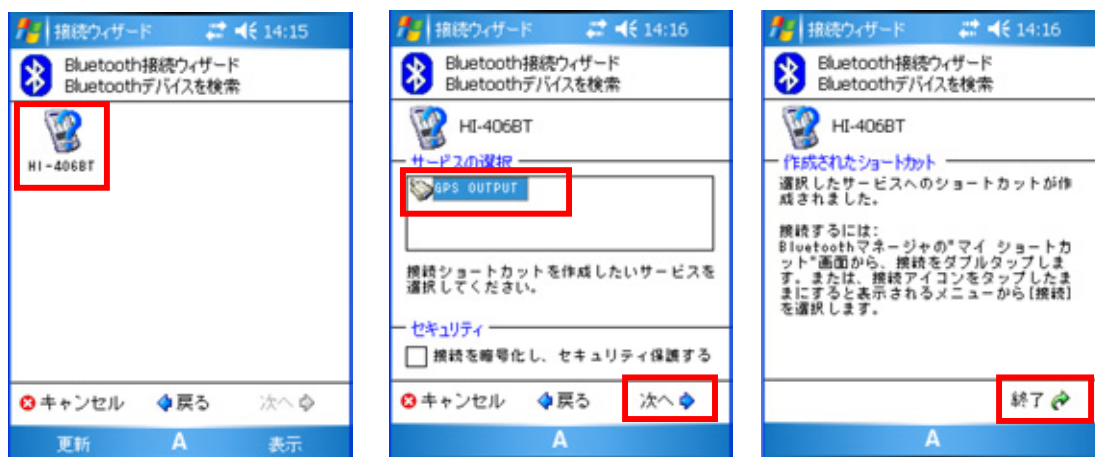 接続ウィザード 14:15
Bluetooth接続ウィザード
Bluetoothデバイスを検索
HI-406BT
キャンセル 戻る 次へ
更新 A 表示
接続ウィザード 14:16
Bluetooth接続ウィザード
Bluetoothデバイスを検索
HI-406BT
サービスの選択
GPS OUTPUT
接続ショートカットを作成したいサービスを
選択してください。
セキュリティ
接続を暗号化し、セキュリティ保護する
キャンセル 戻る 次へ
A
接続ウィザード 14:16
Bluetooth接続ウィザード
Bluetoothデバイスを検索
HI-406BT
作成されたショートカット
選択したサービスへのショートカットが作
成されました。
接続するには:
Bluetoothマネージャの"マイ ショートカ
ット"画面から、接続をダブルタップしま
す。または、接続アイコンをタップしたま
まにすると表示されるメニューから[接続]
を選択します。
終了
A